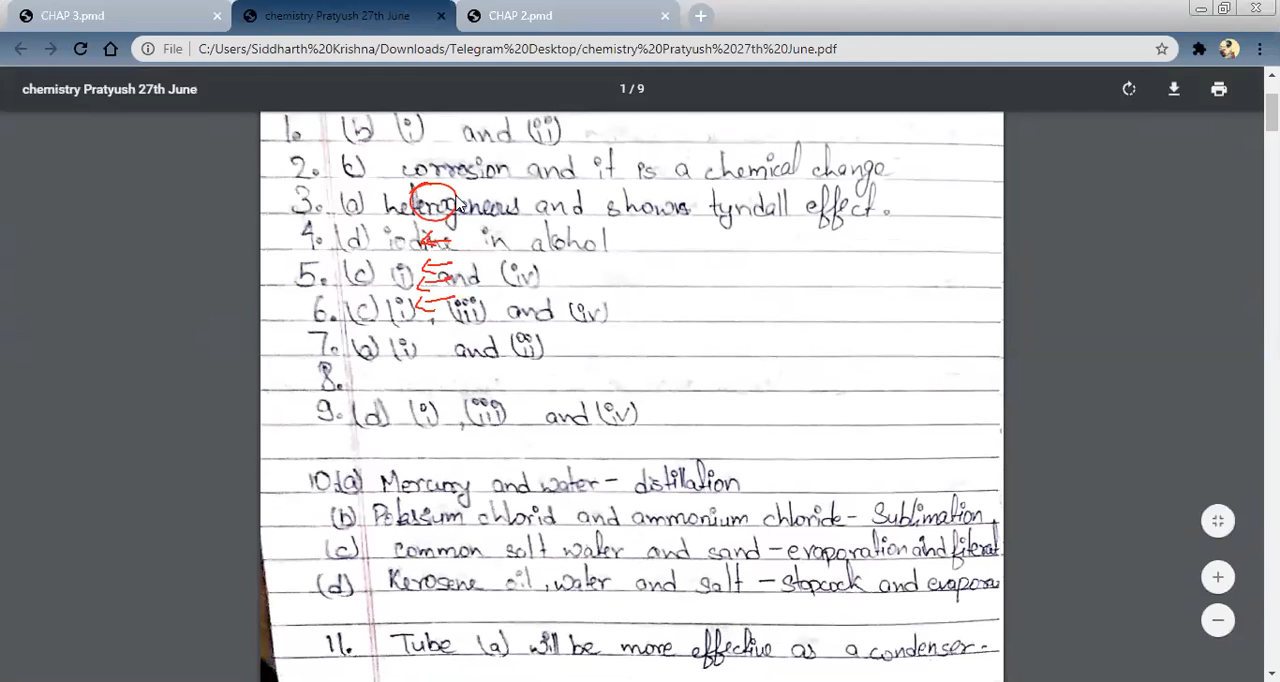 CHAP 3.pmd
chemistry Pratyush 27th June
CHAP 2.pmd
File
C:/Users/Siddharth%20Krishna/Downloads/Telegram%20Desktop/chemistry%20Pratyush%2027th%20June.pdf
chemistry Pratyush 27th June
1 / 9
1. (b) (i) and (ii)
2. (c) corrosion and it is a chemical change
3. (a) heterogeneous and shows tyndall effect.
4. (d) iodine in alohol
5. (c) (i) and (iv)
6. (c) (i), (iii) and (iv)
7. (a) (i) and (ii)
8.
9. (d) (i), (iii) and (iv)
10. (a) Mercury and water - distillation
(b) Potassium chlorid and ammonium chloride - Sublimation.
(c) common salt water and sand - evaporation and filterat
(d) Kerosene oil, water and salt - stopcock and evapora
11. Tube (a) will be more effective as a condenser.